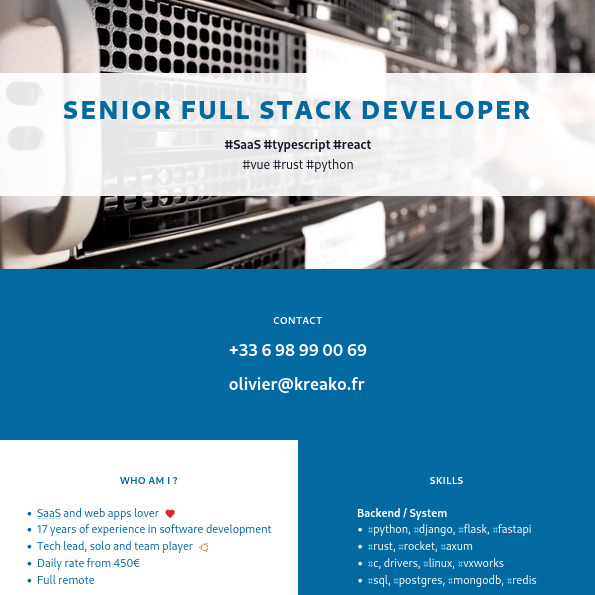 SENIOR FULL STACK DEVELOPER
#SaaS #typescript #react
#vue #rust #python
CONTACT
+33 6 98 99 00 69
olivier@kreako.fr
WHO AM I ?
• SaaS and web apps lover ♥
• 17 years of experience in software development
• Tech lead, solo and team player
• Daily rate from 450€
• Full remote
SKILLS
Backend / System
• #python, #django, #flask, #fastapi
• #rust, #rocket, #axum
• #c, drivers, #linux, #vxworks
• #sql, #postgres, #mongodb, #redis